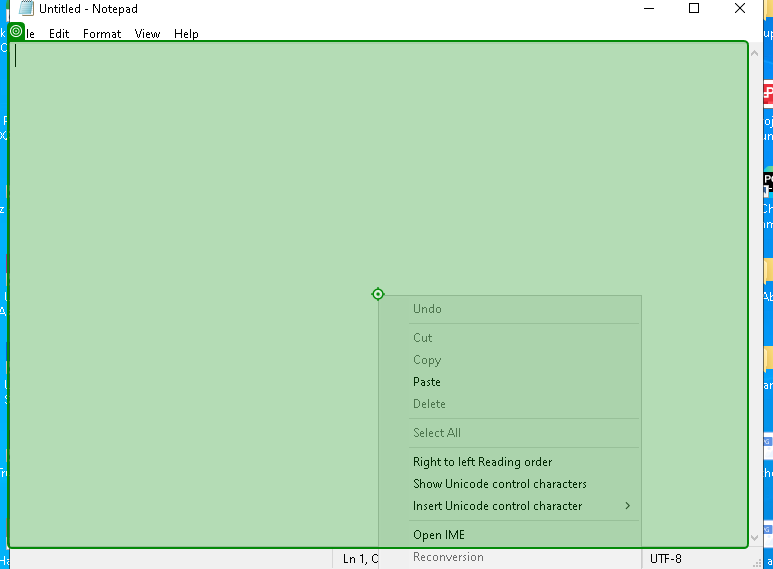 Untitled - Notepad
le Edit Format View Help
Undo
Cut
Copy
Paste
Delete
Select All
Right to left Reading order
Show Unicode control characters
Insert Unicode control character
Open IME
Reconversion
Ln 1, C
UTF-8